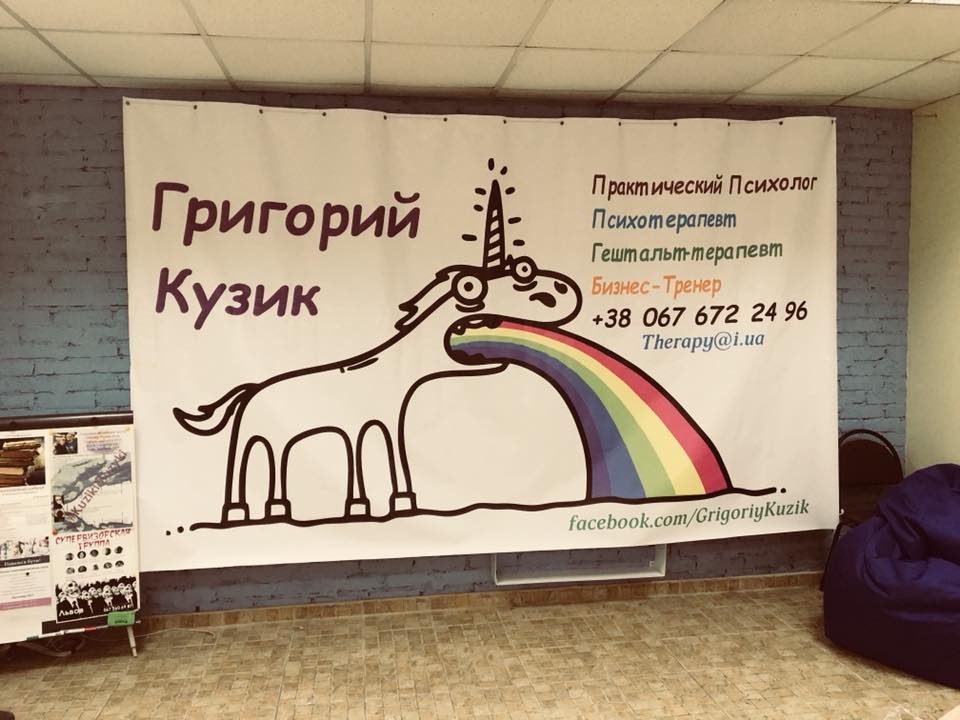 Григорий
Кузик
Практический Психолог
Психотерапевт
Гештальт-терапевт
Бизнес-Тренер
+38 067 672 24 96
Therapy@i.ua
facebook.com/GrigoriyKuzik
СУПЕРВИЗОРСКАЯ
ГРУППА
Львов